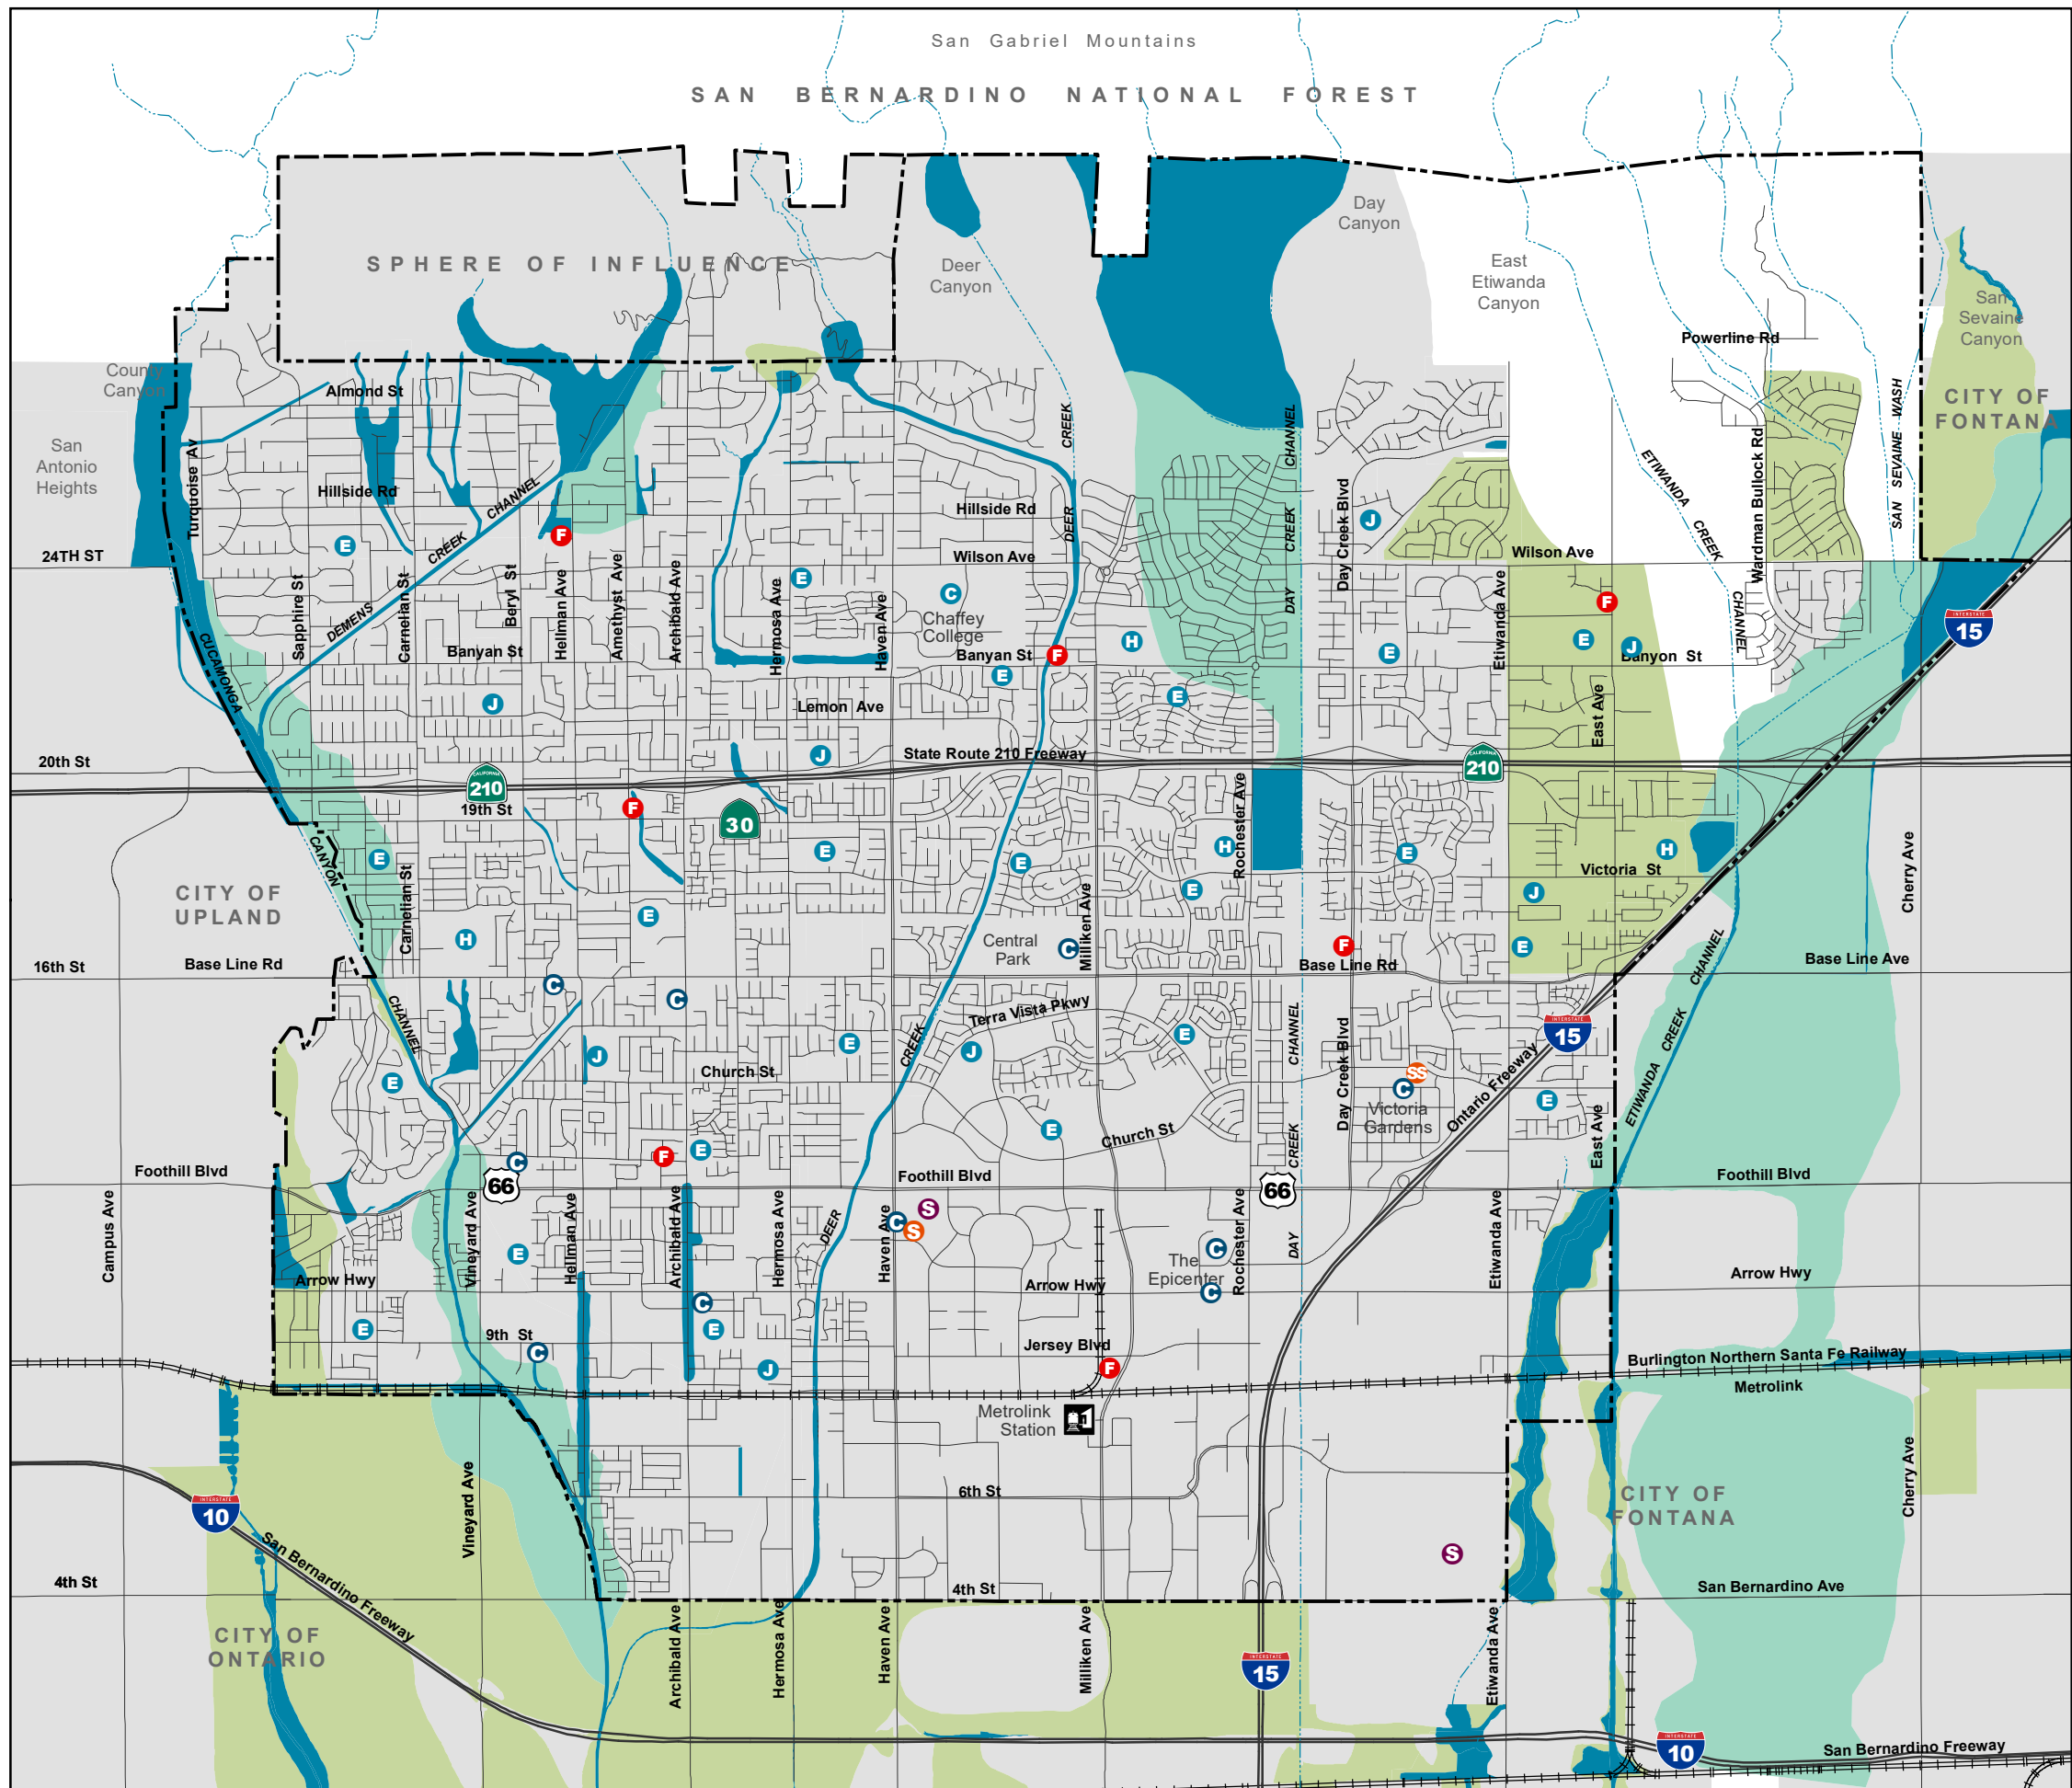 San Gabriel Mountains
SAN BERNARDINO NATIONAL FOREST
Day
Canyon
SPHERE OF INFLUENCE
Deer
Canyon
East
Etiwanda
Canyon
San
Sevaine
Canyon
Powerline Rd
County
Canyon
Almond St
CITY OF
FONTANA
San
Antonio
Heights
Turquoise Av
Hillside Rd
CREEK
CHANNEL
Hillside Rd
DEER
CREEK
DAY
Day Creek Blvd
J
ETIWANDA CREEK CHANNEL
Wardman Bullock Rd
SAN SEVAINE WASH
24TH ST
E
DEMENS CREEK CHANNEL
F
Wilson Ave
Wilson Ave
Sapphire St
Carnelian St
Beryl St
Hellman Ave
Amethyst Ave
Archibald Ave
Hermosa Ave
E
Haven Ave
C
Chaffey
College
Etiwanda Ave
F
INTERSTATE
15
CUCAMONGA
Banyan St
Banyan St
F
H
E
E
J
Banyon St
E
E
J
Lemon Ave
East Ave
20th St
J
State Route 210 Freeway
CALIFORNIA
210
CALIFORNIA
210
19th St
F
30
Rochester Ave
CANYON
E
E
E
H
E
H
Victoria St
Cherry Ave
CITY OF
UPLAND
Carnelian St
E
E
J
H
Central
Park
C
Milliken Ave
F
E
16th St
Base Line Rd
Base Line Rd
Base Line Ave
C
C
CHANNEL
Terra Vista Pkwy
CHANNEL
Day Creek Blvd
INTERSTATE
15
ETIWANDA CREEK CHANNEL
J
E
CREEK
J
E
Church St
E
SS
C
Victoria
Gardens
Ontario Freeway
E
East Ave
E
Church St
CREEK
C
F
E
Foothill Blvd
66
Foothill Blvd
66
Foothill Blvd
Campus Ave
Vineyard Ave
Hellman Ave
Archibald Ave
Hermosa Ave
DEER
Haven Ave
C
S
S
E
The
Epicenter
C
C
Rochester Ave
DAY
Etiwanda Ave
Arrow Hwy
Arrow Hwy
Arrow Hwy
C
E
E
9th St
C
J
Jersey Blvd
F
Burlington Northern Santa Fe Railway
Metrolink
Metrolink
Station
Vineyard Ave
6th St
CITY OF
FONTANA
Cherry Ave
INTERSTATE
10
San Bernardino Freeway
S
4th St
4th St
San Bernardino Ave
CITY OF
ONTARIO
Archibald Ave
Hermosa Ave
Haven Ave
Milliken Ave
INTERSTATE
15
Etiwanda Ave
INTERSTATE
10
San Bernardino Freeway